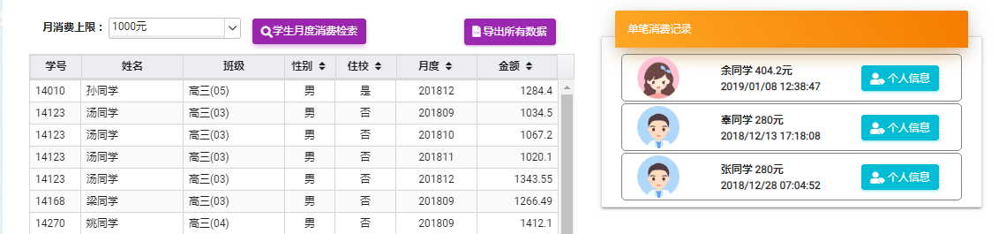 月消费上限： 1000元 学生月度消费检索 导出所有数据
学号 姓名 班级 性别 住校 月度 金额
14010 孙同学 高三(05) 男 是 201812 1284.4
14123 汤同学 高三(03) 男 否 201809 1034.5
14123 汤同学 高三(03) 男 否 201810 1067.2
14123 汤同学 高三(03) 男 否 201811 1020.1
14123 汤同学 高三(03) 男 否 201812 1343.55
14168 梁同学 高三(03) 男 否 201809 1266.49
14270 姚同学 高三(04) 男 否 201809 1412.1
单笔消费记录
余同学 404.2元
2019/01/08 12:38:47
个人信息
辜同学 280元
2018/12/13 17:18:08
个人信息
张同学 280元
2018/12/28 07:04:52
个人信息